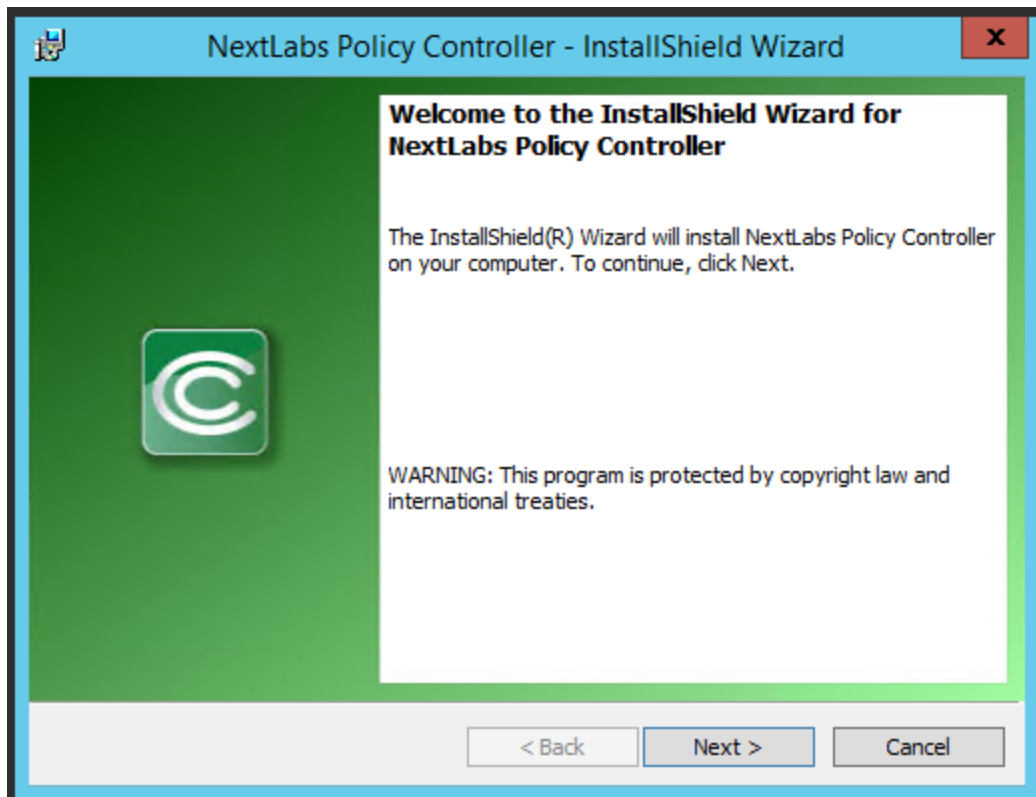 NextLabs Policy Controller - InstallShield Wizard
x
Welcome to the InstallShield Wizard for
NextLabs Policy Controller
The InstallShield(R) Wizard will install NextLabs Policy Controller
on your computer. To continue, click Next.
WARNING: This program is protected by copyright law and
international treaties.
< Back
Next >
Cancel